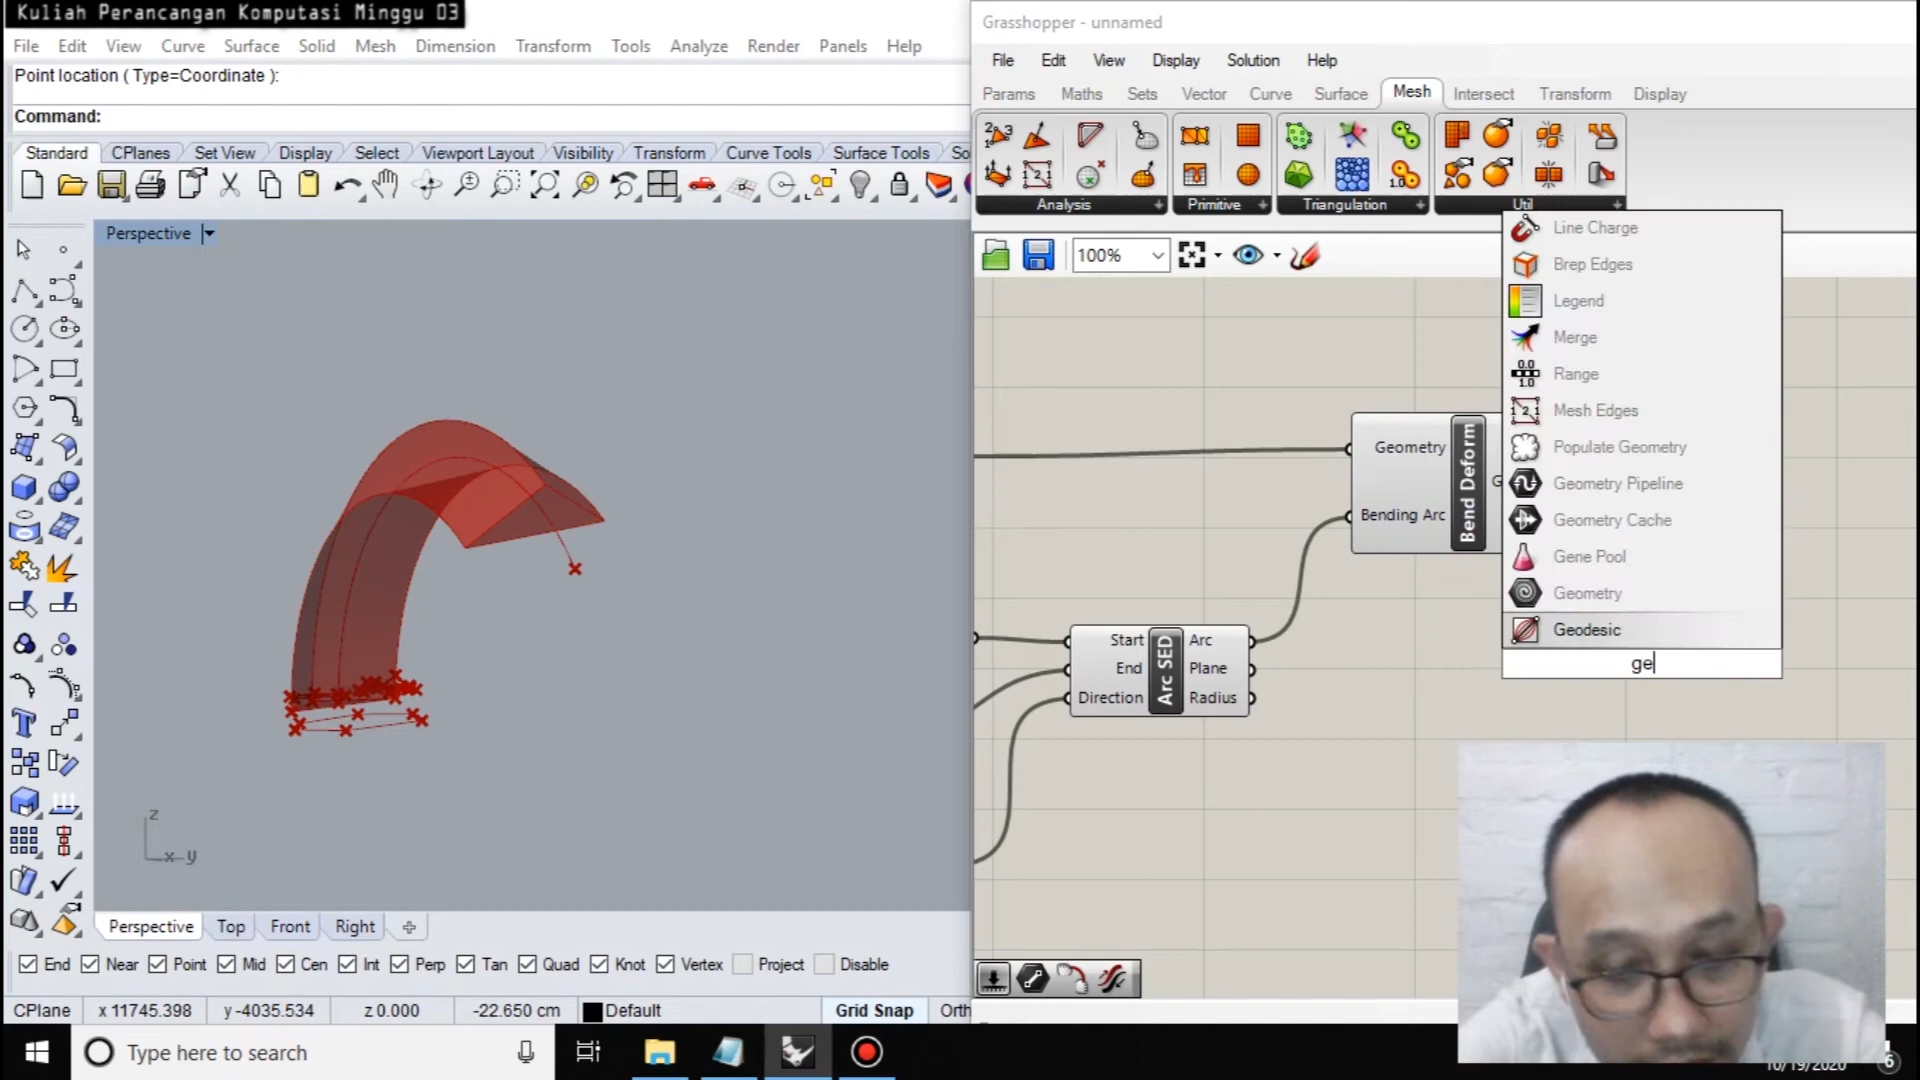 Kuliah Perancangan Komputasi Minggu 03
File Edit View Curve Surface Solid Mesh Dimension Transform Tools Analyze Render Panels Help
Point location ( Type=Coordinate ):
Command:
Standard CPlanes Set View Display Select Viewport Layout Visibility Transform Curve Tools Surface Tools So
Perspective
z
x y
Perspective Top Front Right
End Near Point Mid Cen Int Perp Tan Quad Knot Vertex Project Disable
CPlane x 11745.398 y -4035.534 z 0.000 -22.650 cm Default Grid Snap Orth
Type here to search
Grasshopper - unnamed
File Edit View Display Solution Help
Params Maths Sets Vector Curve Surface Mesh Intersect Transform Display
Analysis Primitive Triangulation Util
100%
Geometry
Bending Arc
Bend Deform
G
Start
End
Direction
Arc SED
Arc
Plane
Radius
Line Charge
Brep Edges
Legend
Merge
Range
Mesh Edges
Populate Geometry
Geometry Pipeline
Geometry Cache
Gene Pool
Geometry
Geodesic
ge
10/19/2020
6